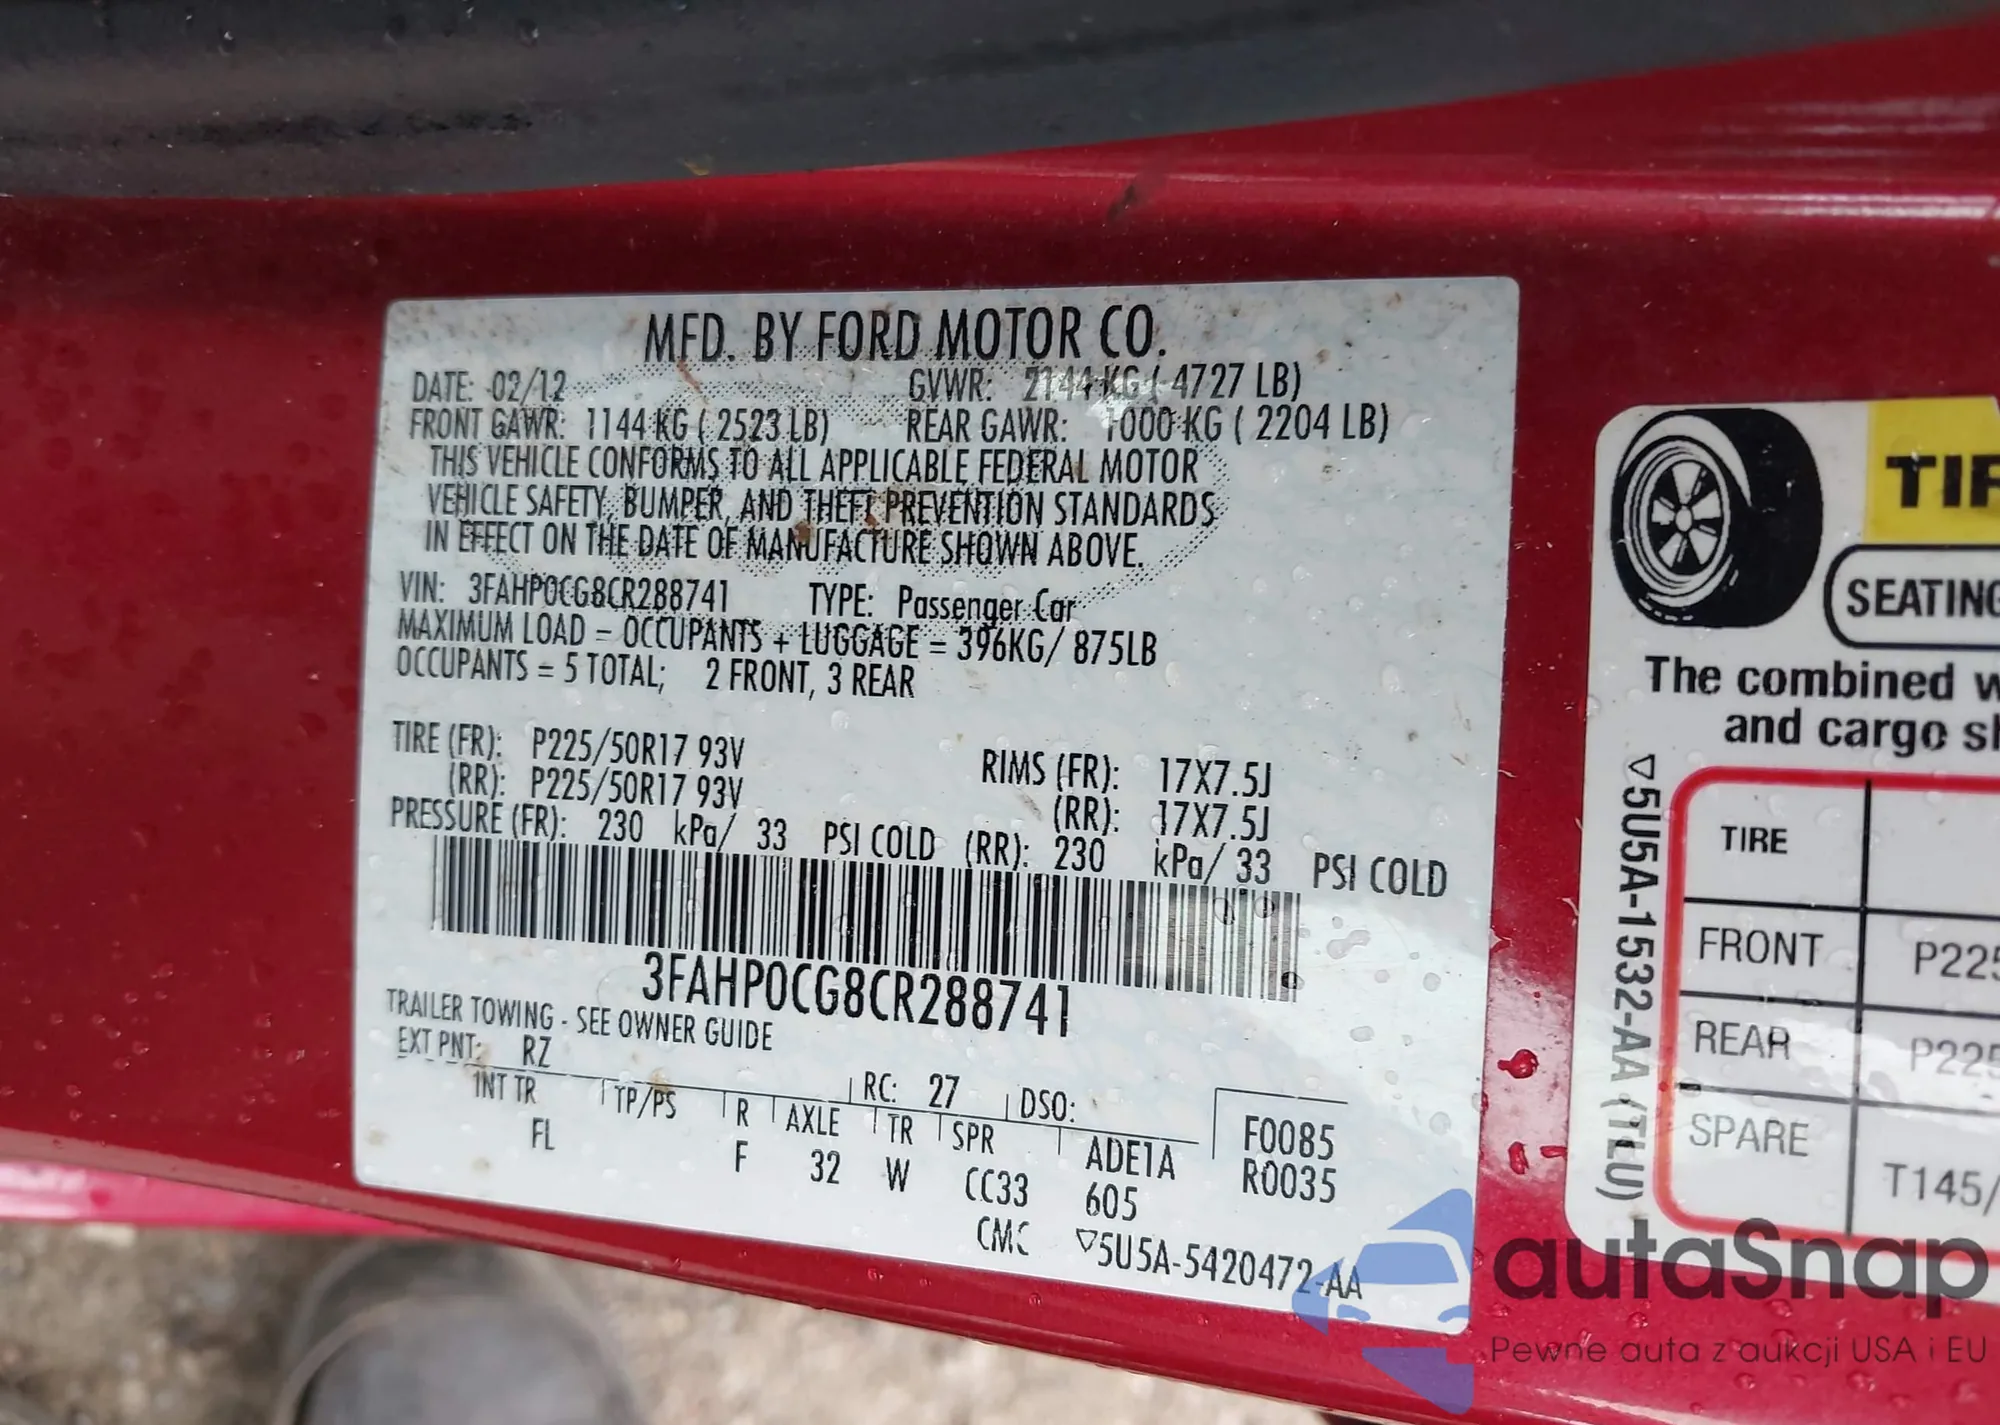 MFD. BY FORD MOTOR CO.
DATE: 02/12 GVWR: 2144 KG ( 4727 LB)
FRONT GAWR: 1144 KG ( 2523 LB) REAR GAWR: 1000 KG ( 2204 LB)
THIS VEHICLE CONFORMS TO ALL APPLICABLE FEDERAL MOTOR
VEHICLE SAFETY, BUMPER, AND THEFT PREVENTION STANDARDS
IN EFFECT ON THE DATE OF MANUFACTURE SHOWN ABOVE.
VIN: 3FAHP0CG8CR288741 TYPE: Passenger Car
MAXIMUM LOAD = OCCUPANTS + LUGGAGE = 396KG/ 875LB
OCCUPANTS = 5 TOTAL; 2 FRONT, 3 REAR
TIRE (FR): P225/50R17 93V RIMS (FR): 17X7.5J
(RR): P225/50R17 93V (RR): 17X7.5J
PRESSURE (FR): 230 kPa/ 33 PSI COLD (RR): 230 kPa/ 33 PSI COLD
3FAHP0CG8CR288741
TRAILER TOWING - SEE OWNER GUIDE
EXT PNT: RZ RC: 27 DSO:
INT TR TP/PS R AXLE TR SPR ADE1A F0085
FL F 32 W CC33 605 R0035
CMC ▽5U5A-5420472-AA
TIR
SEATING
The combined w
and cargo sh
▽5U5A-1532-AA (TLU)
TIRE
FRONT P225
REAR P225
SPARE T145/
autaSnap
Pewne auta z aukcji USA i EU